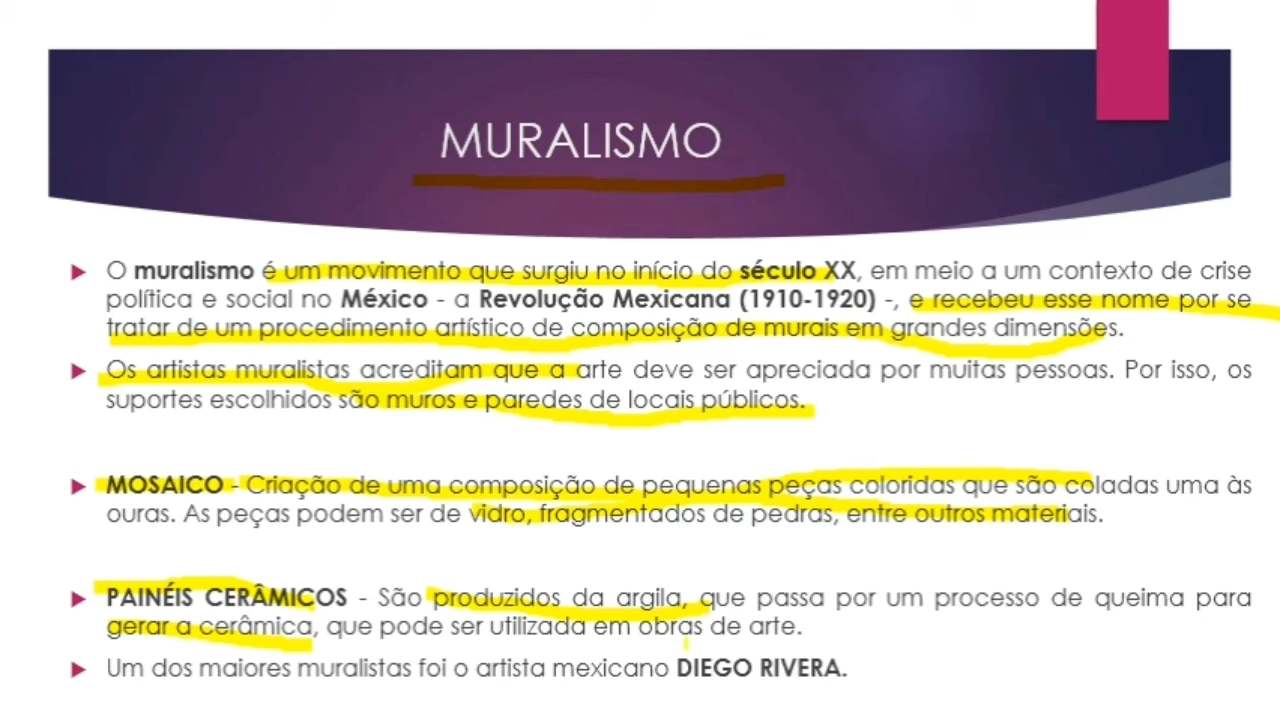 MURALISMO
O muralismo é um movimento que surgiu no início do século XX, em meio a um contexto de crise
política e social no México - a Revolução Mexicana (1910-1920) -, e recebeu esse nome por se
tratar de um procedimento artístico de composição de murais em grandes dimensões.
Os artistas muralistas acreditam que a arte deve ser apreciada por muitas pessoas. Por isso, os
suportes escolhidos são muros e paredes de locais públicos.
MOSAICO - Criação de uma composição de pequenas peças coloridas que são coladas uma às
ouras. As peças podem ser de vidro, fragmentados de pedras, entre outros materiais.
PAINÉIS CERÂMICOS - São produzidos da argila, que passa por um processo de queima para
gerar a cerâmica, que pode ser utilizada em obras de arte.
Um dos maiores muralistas foi o artista mexicano DIEGO RIVERA.